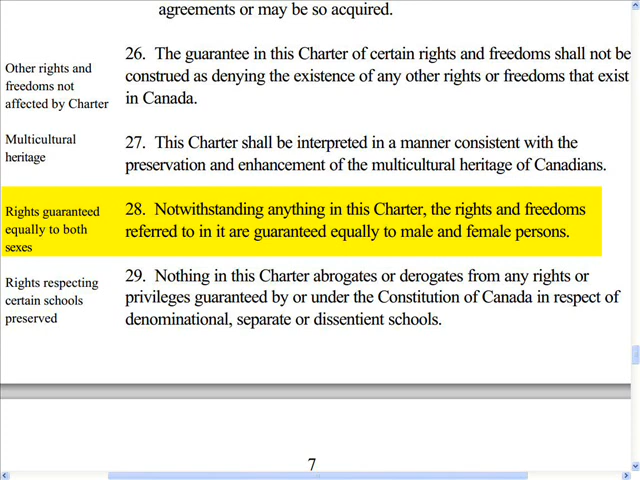 agreements or may be so acquired.
Other rights and
freedoms not
affected by Charter
26. The guarantee in this Charter of certain rights and freedoms shall not be
construed as denying the existence of any other rights or freedoms that exist
in Canada.
Multicultural
heritage
27. This Charter shall be interpreted in a manner consistent with the
preservation and enhancement of the multicultural heritage of Canadians.
Rights guaranteed
equally to both
sexes
28. Notwithstanding anything in this Charter, the rights and freedoms
referred to in it are guaranteed equally to male and female persons.
Rights respecting
certain schools
preserved
29. Nothing in this Charter abrogates or derogates from any rights or
privileges guaranteed by or under the Constitution of Canada in respect of
denominational, separate or dissentient schools.
7